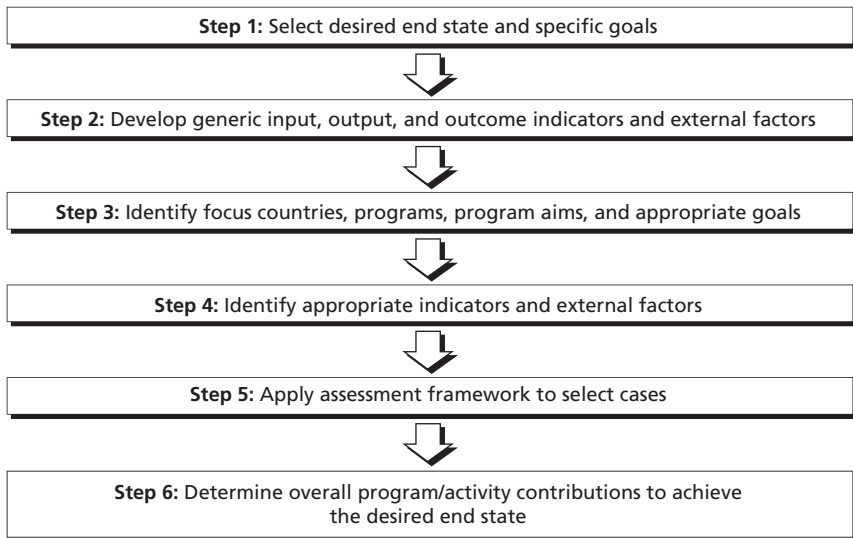 Step 1: Select desired end state and specific goals
Step 2: Develop generic input, output, and outcome indicators and external factors
Step 3: Identify focus countries, programs, program aims, and appropriate goals
Step 4: Identify appropriate indicators and external factors
Step 5: Apply assessment framework to select cases
Step 6: Determine overall program/activity contributions to achieve
the desired end state